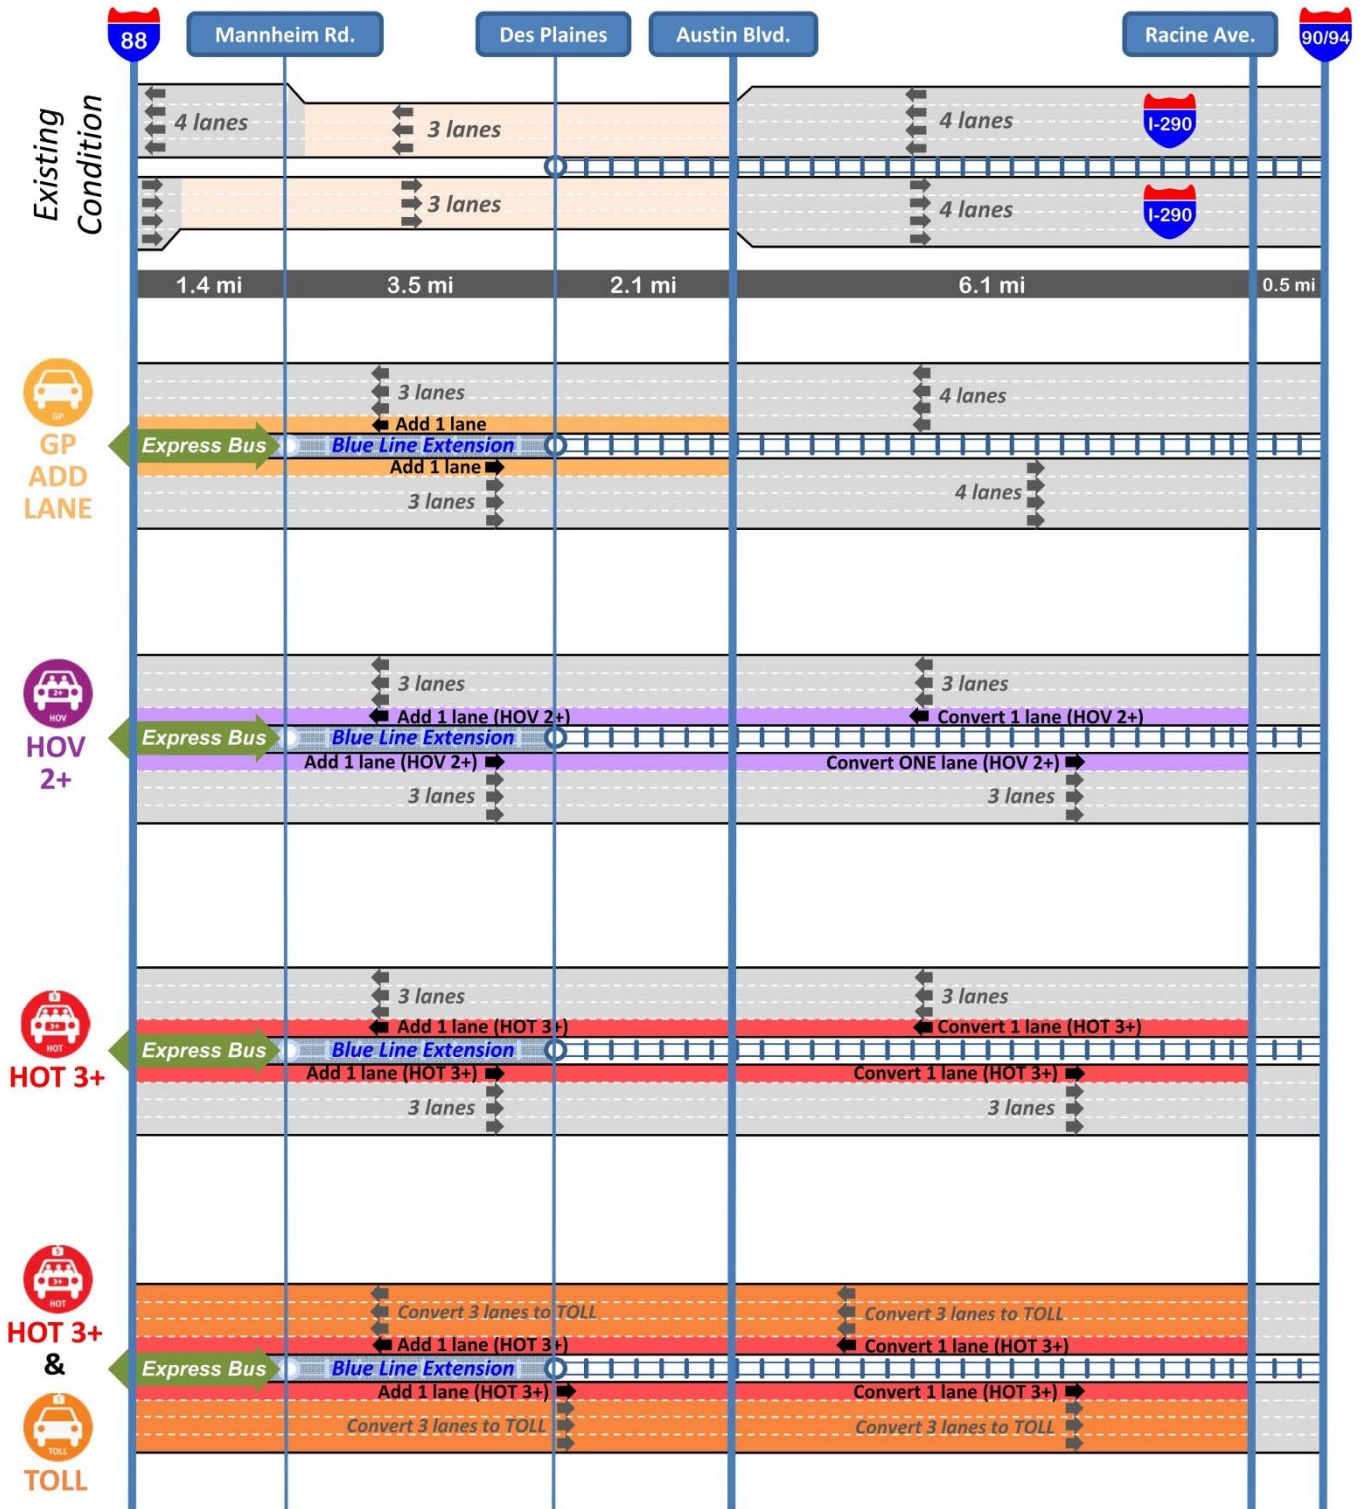 88
Mannheim Rd.
Des Plaines
Austin Blvd.
Racine Ave.
90/94
Existing
Condition
4 lanes
3 lanes
4 lanes
I-290
3 lanes
4 lanes
I-290
1.4 mi
3.5 mi
2.1 mi
6.1 mi
0.5 mi
GP
GP
ADD
LANE
3 lanes
4 lanes
Add 1 lane
Express Bus
Blue Line Extension
Add 1 lane
3 lanes
4 lanes
2+
HOV
HOV
2+
3 lanes
3 lanes
Add 1 lane (HOV 2+)
Convert 1 lane (HOV 2+)
Express Bus
Blue Line Extension
Add 1 lane (HOV 2+)
Convert ONE lane (HOV 2+)
3 lanes
3 lanes
$
3+
HOT
HOT 3+
3 lanes
3 lanes
Add 1 lane (HOT 3+)
Convert 1 lane (HOT 3+)
Express Bus
Blue Line Extension
Add 1 lane (HOT 3+)
Convert 1 lane (HOT 3+)
3 lanes
3 lanes
$
3+
HOT
HOT 3+
&
$
TOLL
TOLL
Convert 3 lanes to TOLL
Convert 3 lanes to TOLL
Add 1 lane (HOT 3+)
Convert 1 lane (HOT 3+)
Express Bus
Blue Line Extension
Add 1 lane (HOT 3+)
Convert 1 lane (HOT 3+)
Convert 3 lanes to TOLL
Convert 3 lanes to TOLL